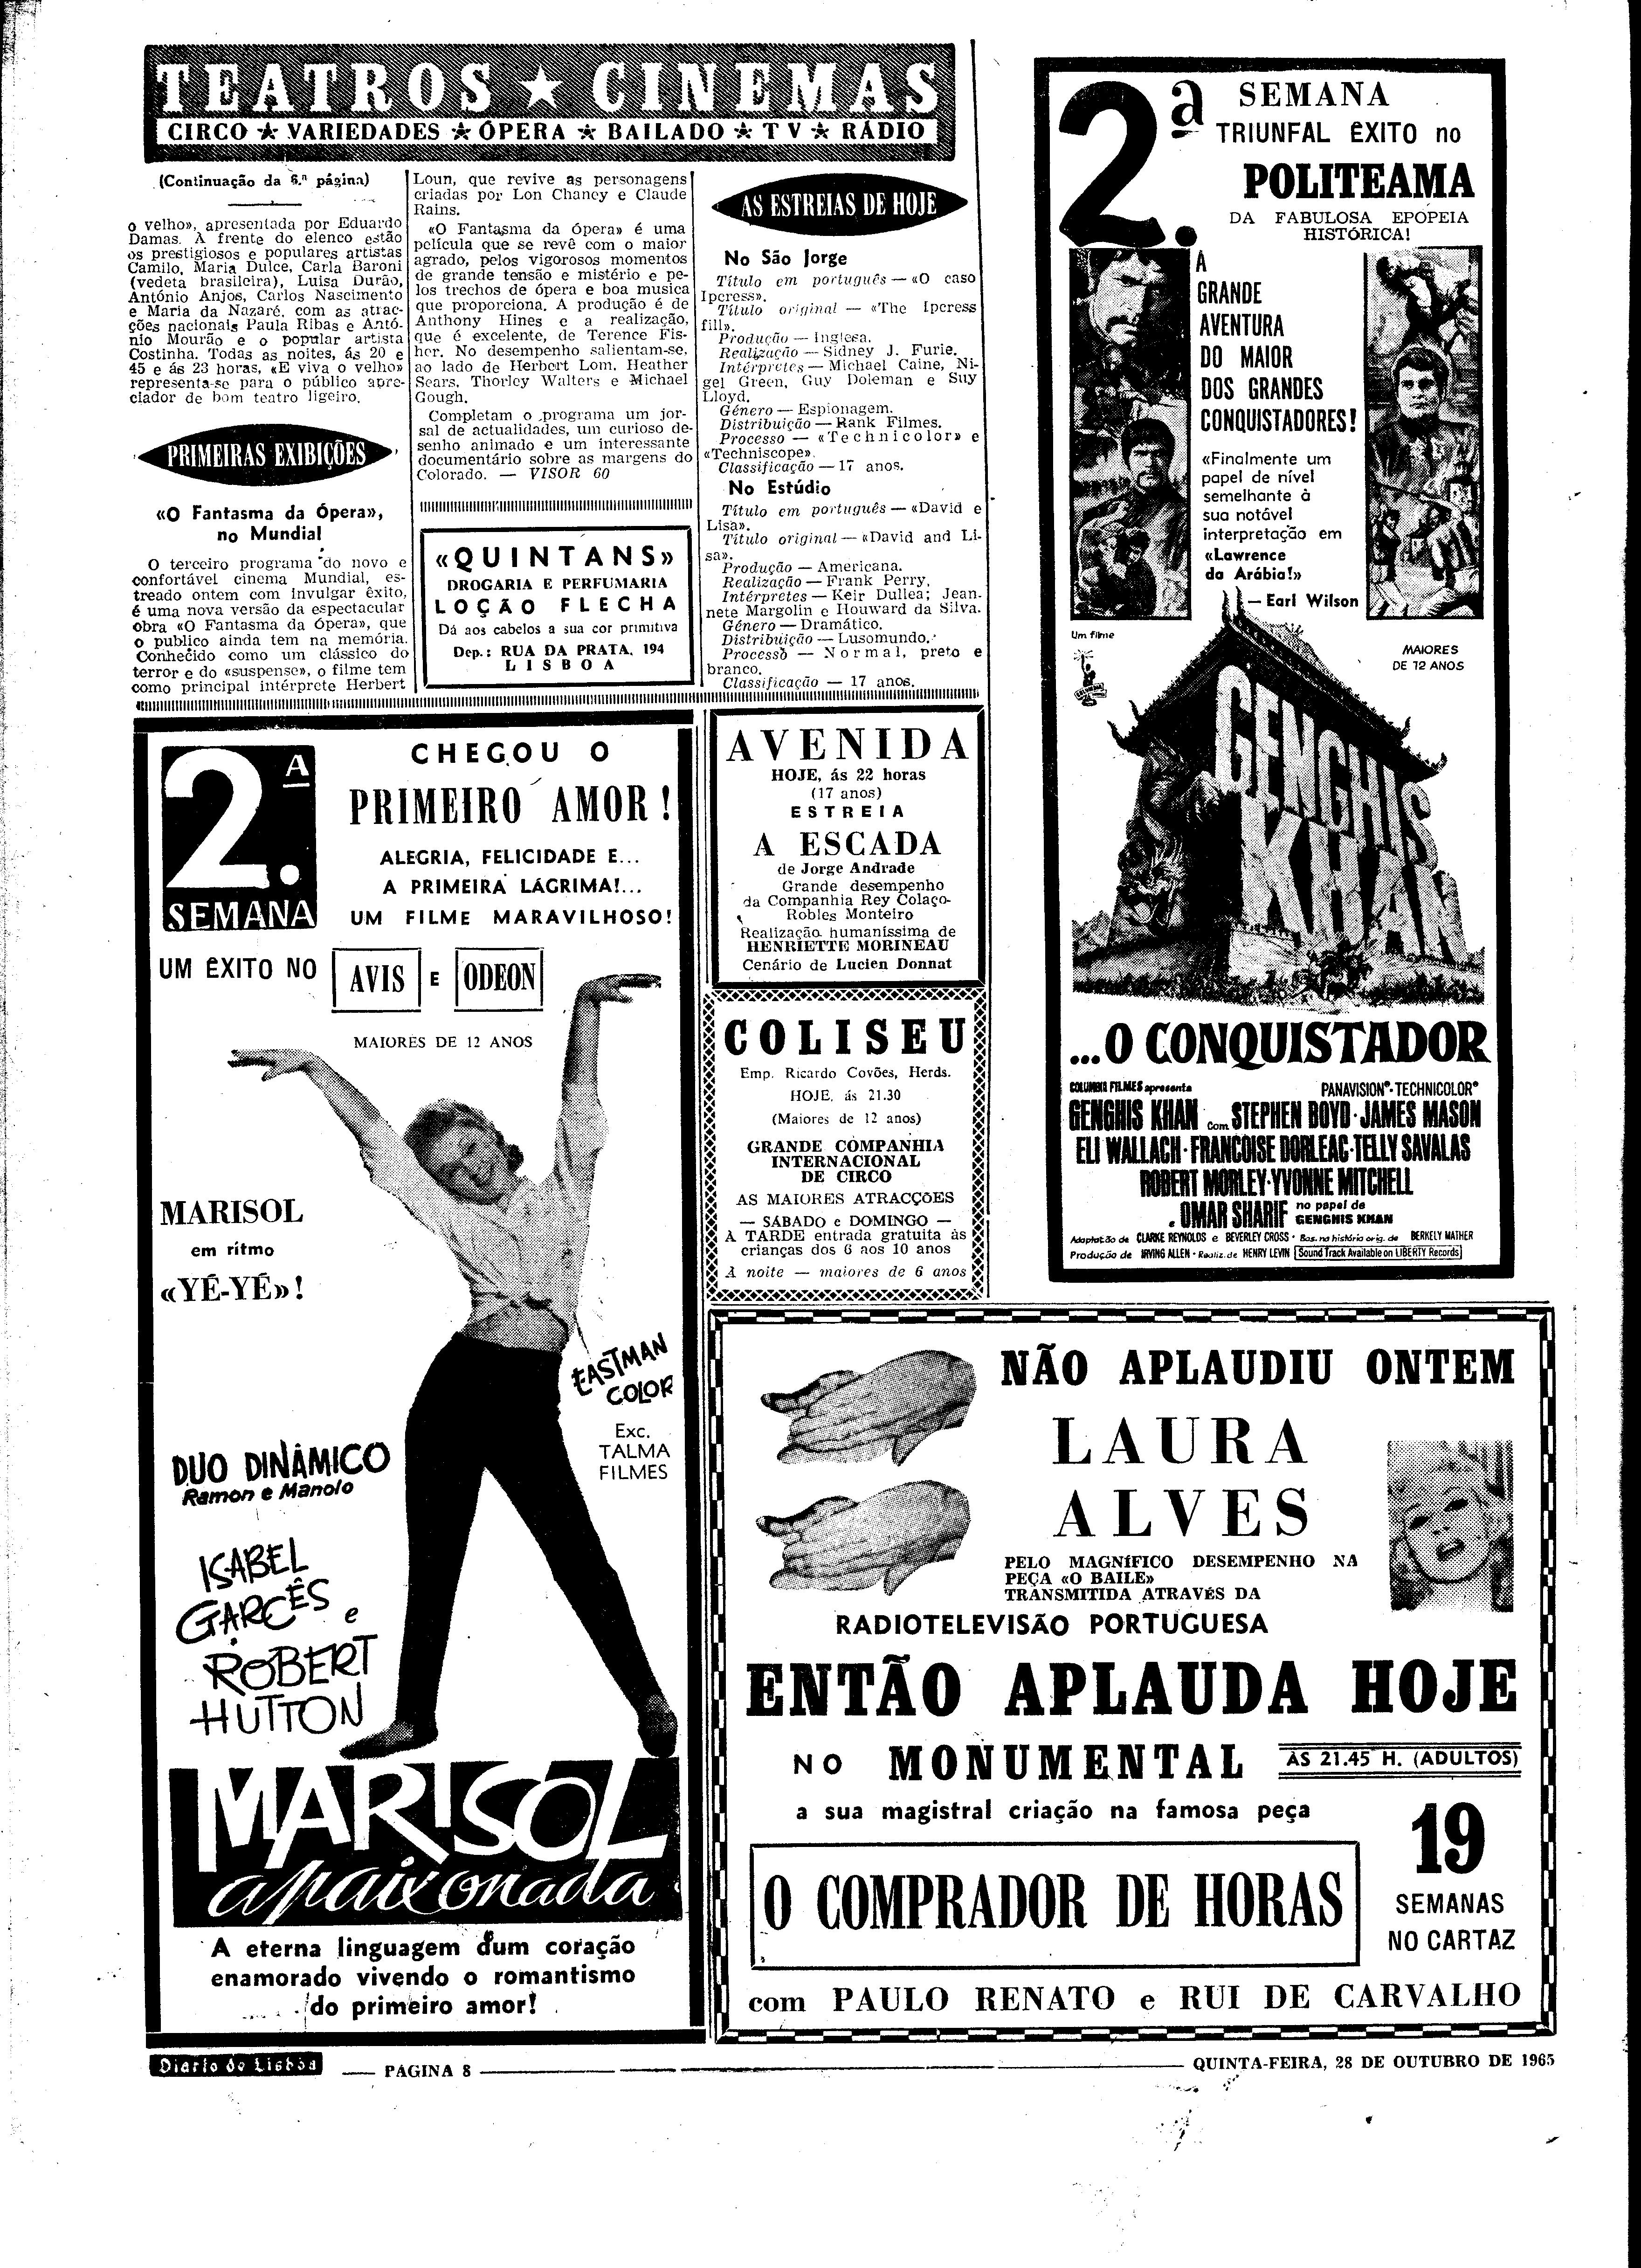 TEATROS ★ CINEMAS
CIRCO ★ VARIEDADES ★ ÓPERA ★ BAILADO ★ TV ★ RÁDIO
(Continuação da 6.ª página)
o velho», apresentada por Eduardo
Damas. À frente do elenco estão
os prestigiosos e populares artistas
Camilo, Maria Dulce, Carla Baroni
(vedeta brasileira), Luísa Durão,
António Anjos, Carlos Nascimento
e Maria da Nazaré, com as atrac-
ções nacionais Paula Ribas e Antó-
nio Mourão e o popular artista
Costinha. Todas as noites, ás 20 e
45 e ás 23 horas, «E viva o velho»
representa-se para o público apre-
ciador de bom teatro ligeiro.
PRIMEIRAS EXIBIÇÕES
«O Fantasma da Ópera»,
no Mundial
O terceiro programa do novo e
confortável cinema Mundial, es-
treado ontem com invulgar êxito,
é uma nova versão da espectacular
obra «O Fantasma da Ópera», que
o publico ainda tem na memória.
Conhecido como um clássico do
terror e do «suspense», o filme tem
como principal intérprete Herbert
Loun, que revive as personagens
criadas por Lon Chaney e Claude
Rains.
«O Fantasma da ópera» é uma
película que se revê com o maior
agrado, pelos vigorosos momentos
de grande tensão e mistério e pe-
los trechos de ópera e boa musica
que proporciona. A produção é de
Anthony Hines e a realização,
que é excelente, de Terence Fis-
her. No desempenho salientam-se,
ao lado de Herbert Lom, Heather
Sears, Thorley Walters e Michael
Gough.
Completam o programa um jor-
sal de actualidades, um curioso de-
senho animado e um interessante
documentário sobre as margens do
Colorado. — VISOR 60
«QUINTANS»
DROGARIA E PERFUMARIA
LOÇÃO FLECHA
Dá aos cabelos a sua cor primitiva
Dep.: RUA DA PRATA, 194
LISBOA
AS ESTREIAS DE HOJE
No São Jorge
Título em português — «O caso
Ipcress».
Título original — «The Ipcress
fill».
Produção — Inglesa.
Realização — Sidney J. Furie.
Intérpretes — Michael Caine, Ni-
gel Green, Guy Doleman e Suy
Lloyd.
Género — Espionagem.
Distribuição — Rank Filmes.
Processo — «Technicolor» e
«Techniscope».
Classificação — 17 anos.
No Estúdio
Título em português — «David e
Lisa».
Título original — «David and Li-
sa».
Produção — Americana.
Realização — Frank Perry.
Intérpretes — Keir Dullea; Jean-
nete Margolin e Houward da Silva.
Género — Dramático.
Distribuição — Lusomundo.
Processo — Normal, preto e
branco.
Classificação — 17 anos.
2.ª SEMANA
TRIUNFAL ÊXITO no
POLITEAMA
DA FABULOSA EPOPEIA
HISTÓRICA!
A
GRANDE
AVENTURA
DO MAIOR
DOS GRANDES
CONQUISTADORES!
«Finalmente um
papel de nível
semelhante à
sua notável
interpretação em
«Lawrence
da Arábia!»
— Earl Wilson
Um filme
COLUMBIA
MAIORES
DE 12 ANOS
GENGHIS
KHAN
...O CONQUISTADOR
COLUMBIA FILMES apresenta
PANAVISION® · TECHNICOLOR®
GENGHIS KHAN com STEPHEN BOYD · JAMES MASON
ELI WALLACH · FRANCOISE DORLEAC · TELLY SAVALAS
ROBERT MORLEY · YVONNE MITCHELL
e OMAR SHARIF no papel de GENGHIS KHAN
Adaptatão de CLARKE REYNOLDS e BEVERLEY CROSS · Bas. na história orig. de BERKELY MATHER
Produção de IRVING ALLEN · Realiz. de HENRY LEVIN Sound Track Available on LIBERTY Records
2.ª
SEMANA
CHEGOU O
PRIMEIRO AMOR!
ALEGRIA, FELICIDADE E...
A PRIMEIRA LÁGRIMA!...
UM FILME MARAVILHOSO!
UM ÊXITO NO AVIS E ODEON
MAIORES DE 12 ANOS
MARISOL
em ritmo
«YÉ-YÉ»!
EASTMAN
COLOR
Exc.
TALMA
FILMES
DUO DINÂMICO
Ramon e Manolo
ISABEL
GARCÊS e
ROBERT
HUTTON
MARISOL
apaixonada
A eterna linguagem dum coração
enamorado vivendo o romantismo
do primeiro amor!
AVENIDA
HOJE, ás 22 horas
(17 anos)
ESTREIA
A ESCADA
de Jorge Andrade
Grande desempenho
da Companhia Rey Colaço-
Robles Monteiro
Realização humaníssima de
HENRIETTE MORINEAU
Cenário de Lucien Donnat
COLISEU
Emp. Ricardo Covões, Herds.
HOJE, ás 21.30
(Maiores de 12 anos)
GRANDE COMPANHIA
INTERNACIONAL
DE CIRCO
AS MAIORES ATRACÇÕES
— SÁBADO e DOMINGO —
À TARDE entrada gratuita às
crianças dos 6 aos 10 anos
À noite — maiores de 6 anos
NÃO APLAUDIU ONTEM
LAURA
ALVES
PELO MAGNÍFICO DESEMPENHO NA
PEÇA «O BAILE»
TRANSMITIDA ATRAVÉS DA
RADIOTELEVISÃO PORTUGUESA
ENTÃO APLAUDA HOJE
NO MONUMENTAL ÀS 21.45 H. (ADULTOS)
a sua magistral criação na famosa peça
O COMPRADOR DE HORAS
19
SEMANAS
NO CARTAZ
com PAULO RENATO e RUI DE CARVALHO
Diario de Lisboa — PÁGINA 8 — QUINTA-FEIRA, 28 DE OUTUBRO DE 1965